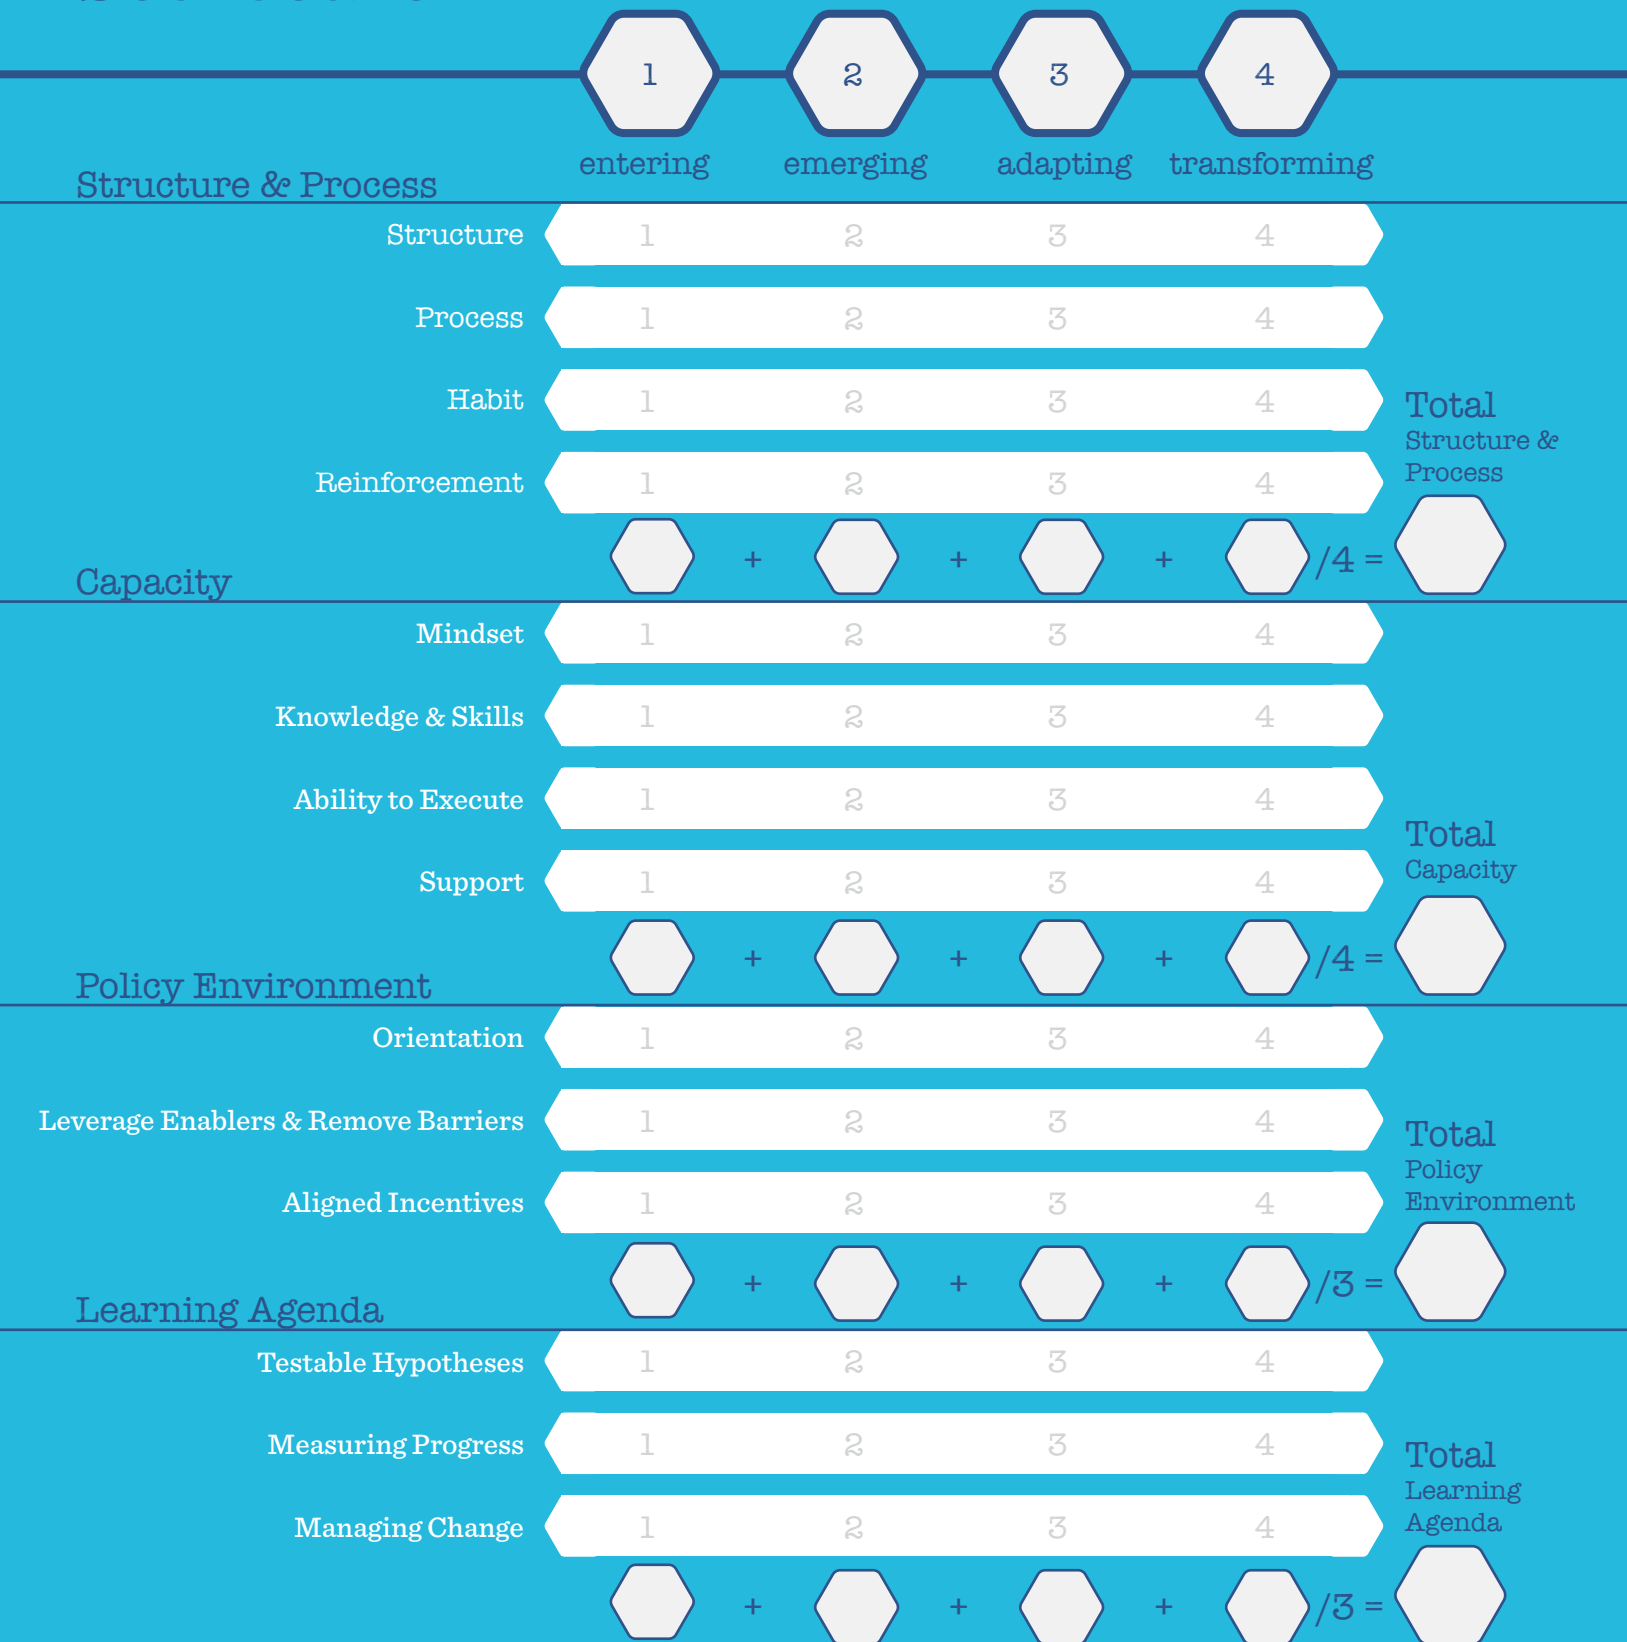 1 2 3 4
entering emerging adapting transforming
Structure & Process
Structure 1 2 3 4
Process 1 2 3 4
Habit 1 2 3 4
Total
Structure &
Process
Reinforcement 1 2 3 4
+ + + /4 =
Capacity
Mindset 1 2 3 4
Knowledge & Skills 1 2 3 4
Ability to Execute 1 2 3 4
Total
Capacity
Support 1 2 3 4
+ + + /4 =
Policy Environment
Orientation 1 2 3 4
Leverage Enablers & Remove Barriers 1 2 3 4
Total
Policy
Environment
Aligned Incentives 1 2 3 4
+ + + /3 =
Learning Agenda
Testable Hypotheses 1 2 3 4
Measuring Progress 1 2 3 4
Total
Learning
Agenda
Managing Change 1 2 3 4
+ + + /3 =